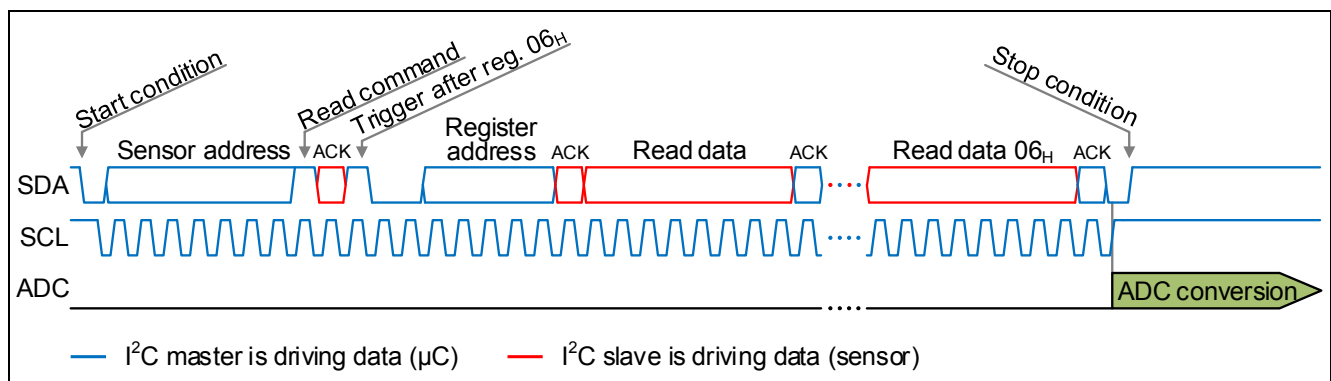 Start condition
Read command
Trigger after reg. 06H
Stop condition
Sensor address
ACK
Register address
ACK
Read data
ACK
Read data 06H
ACK
SDA
SCL
ADC
ADC conversion
I2C master is driving data (µC)
I2C slave is driving data (sensor)